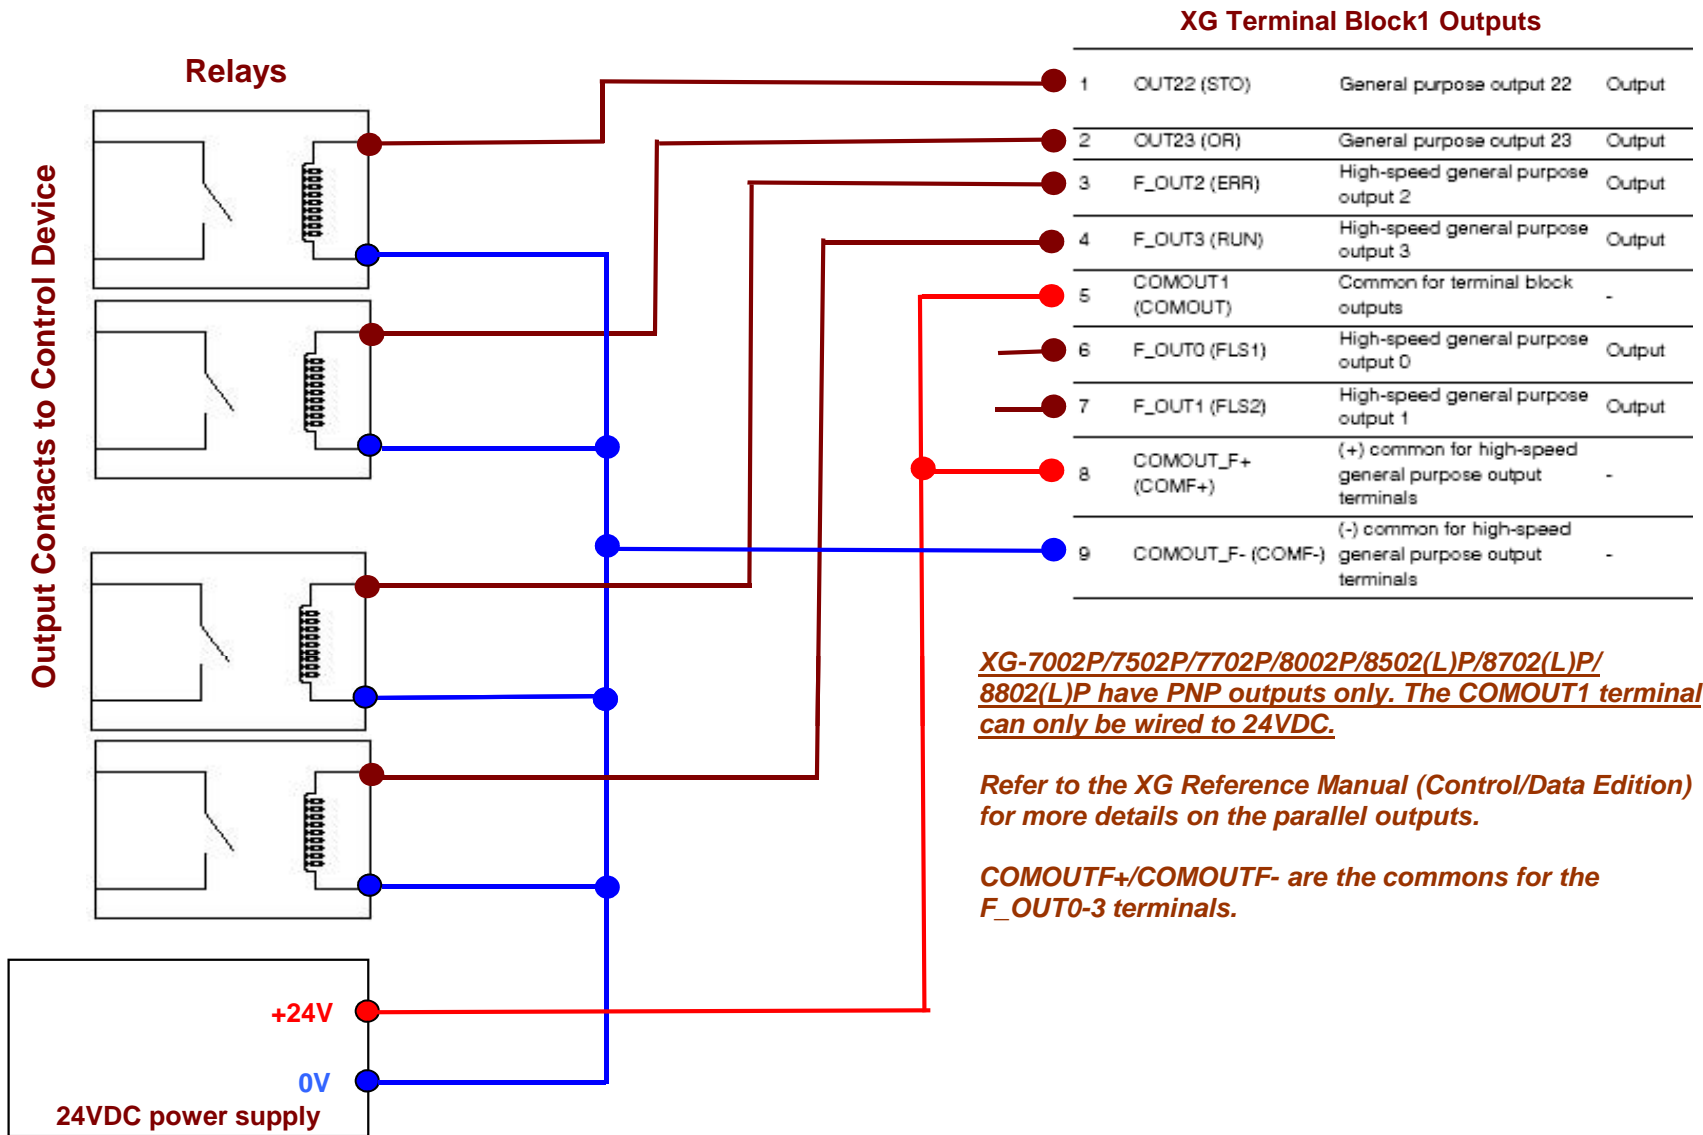 XG Terminal Block1 Outputs
Relays
Output Contacts to Control Device
1 OUT22 (STO) General purpose output 22 Output
2 OUT23 (OR) General purpose output 23 Output
3 F_OUT2 (ERR) High-speed general purpose output 2 Output
4 F_OUT3 (RUN) High-speed general purpose output 3 Output
5 COMOUT1 (COMOUT) Common for terminal block outputs -
6 F_OUT0 (FLS1) High-speed general purpose output 0 Output
7 F_OUT1 (FLS2) High-speed general purpose output 1 Output
8 COMOUT_F+ (COMF+) (+) common for high-speed general purpose output terminals -
9 COMOUT_F- (COMF-) (-) common for high-speed general purpose output terminals -
XG-7002P/7502P/7702P/8002P/8502(L)P/8702(L)P/
8802(L)P have PNP outputs only. The COMOUT1 terminal
can only be wired to 24VDC.
Refer to the XG Reference Manual (Control/Data Edition)
for more details on the parallel outputs.
COMOUTF+/COMOUTF- are the commons for the
F_OUT0-3 terminals.
+24V
0V
24VDC power supply